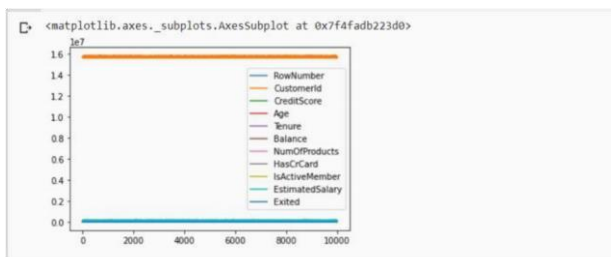 <matplotlib.axes._subplots.AxesSubplot at 0x7f4fadb223d0>
1e7
1.6
1.4
1.2
1.0
0.8
0.6
0.4
0.2
0.0
RowNumber
CustomerId
CreditScore
Age
Tenure
Balance
NumOfProducts
HasCrCard
IsActiveMember
EstimatedSalary
Exited
0 2000 4000 6000 8000 10000